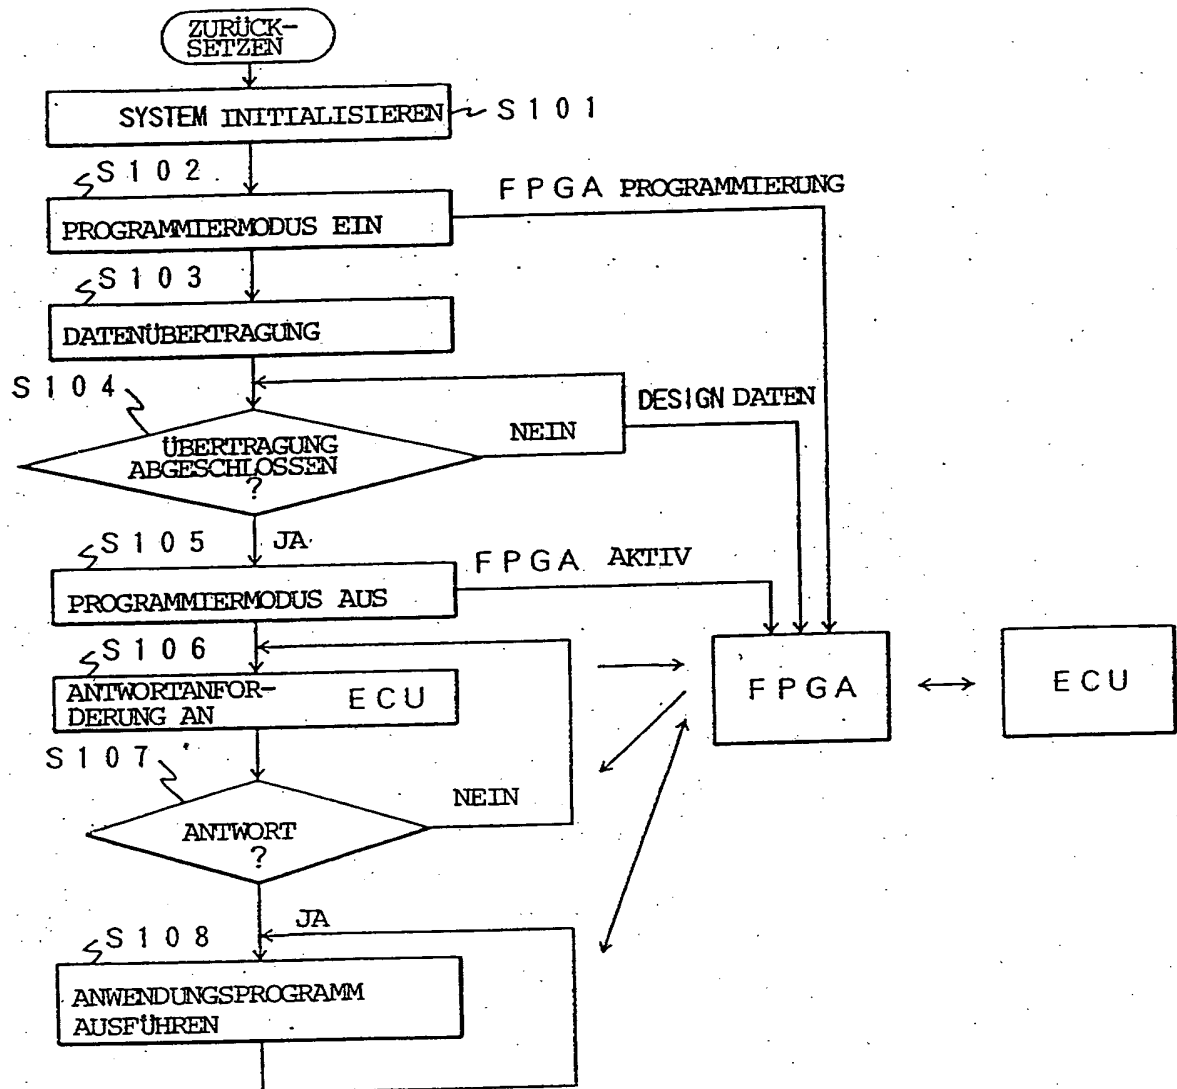 ZURÜCK-
SETZEN
SYSTEM INITIALISIEREN
S101
S102
FPGA PROGRAMMIERUNG
PROGRAMMIERMODUS EIN
S103
DATENÜBERTRAGUNG
S104
DESIGN DATEN
NEIN
ÜBERTRAGUNG
ABGESCHLOSSEN
?
S105
JA
FPGA AKTIV
PROGRAMMIERMODUS AUS
S106
ANTWORTANFOR-
DERUNG AN ECU
FPGA
ECU
S107
NEIN
ANTWORT
?
JA
S108
ANWENDUNGSPROGRAMM
AUSFÜHREN